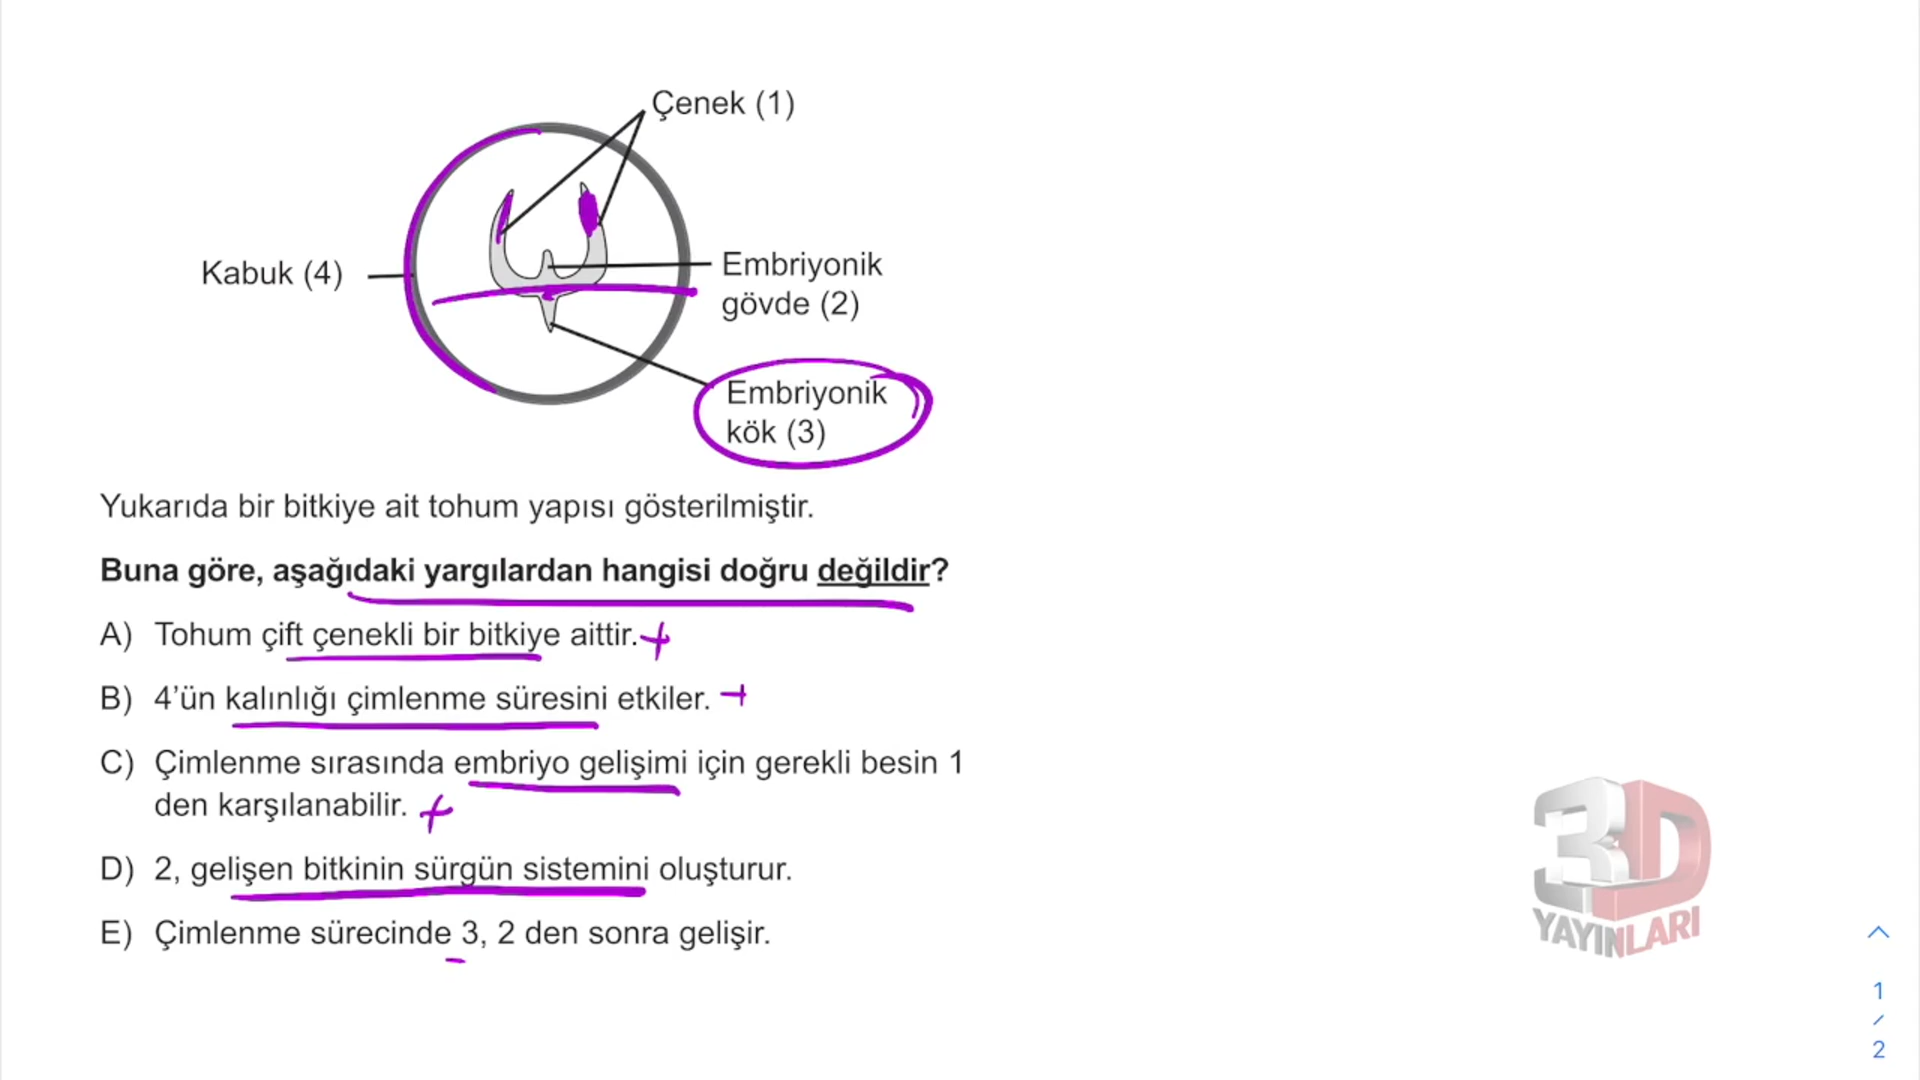 Çenek (1)
Kabuk (4)
Embriyonik
gövde (2)
Embriyonik
kök (3)
Yukarıda bir bitkiye ait tohum yapısı gösterilmiştir.
Buna göre, aşağıdaki yargılardan hangisi doğru değildir?
A) Tohum çift çenekli bir bitkiye aittir. +
B) 4’ün kalınlığı çimlenme süresini etkiler. +
C) Çimlenme sırasında embriyo gelişimi için gerekli besin 1
den karşılanabilir. +
D) 2, gelişen bitkinin sürgün sistemini oluşturur.
E) Çimlenme sürecinde 3, 2 den sonra gelişir.
3D
YAYINLARI
1
/
2